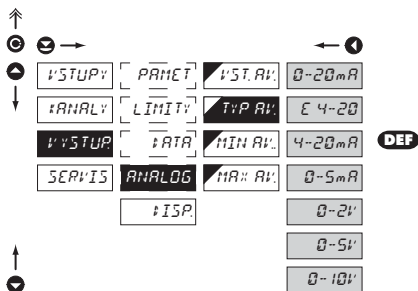 VSTUPY PAMET VST. AV. 0-20mA
KANALY LIMITY TYP AV. E 4-20
VYSTUP. DATA MIN AV. 4-20mA DEF
SERVIS ANALOG MAX AV. 0-5mA
DISP. 0-2V
0-5V
0-10V